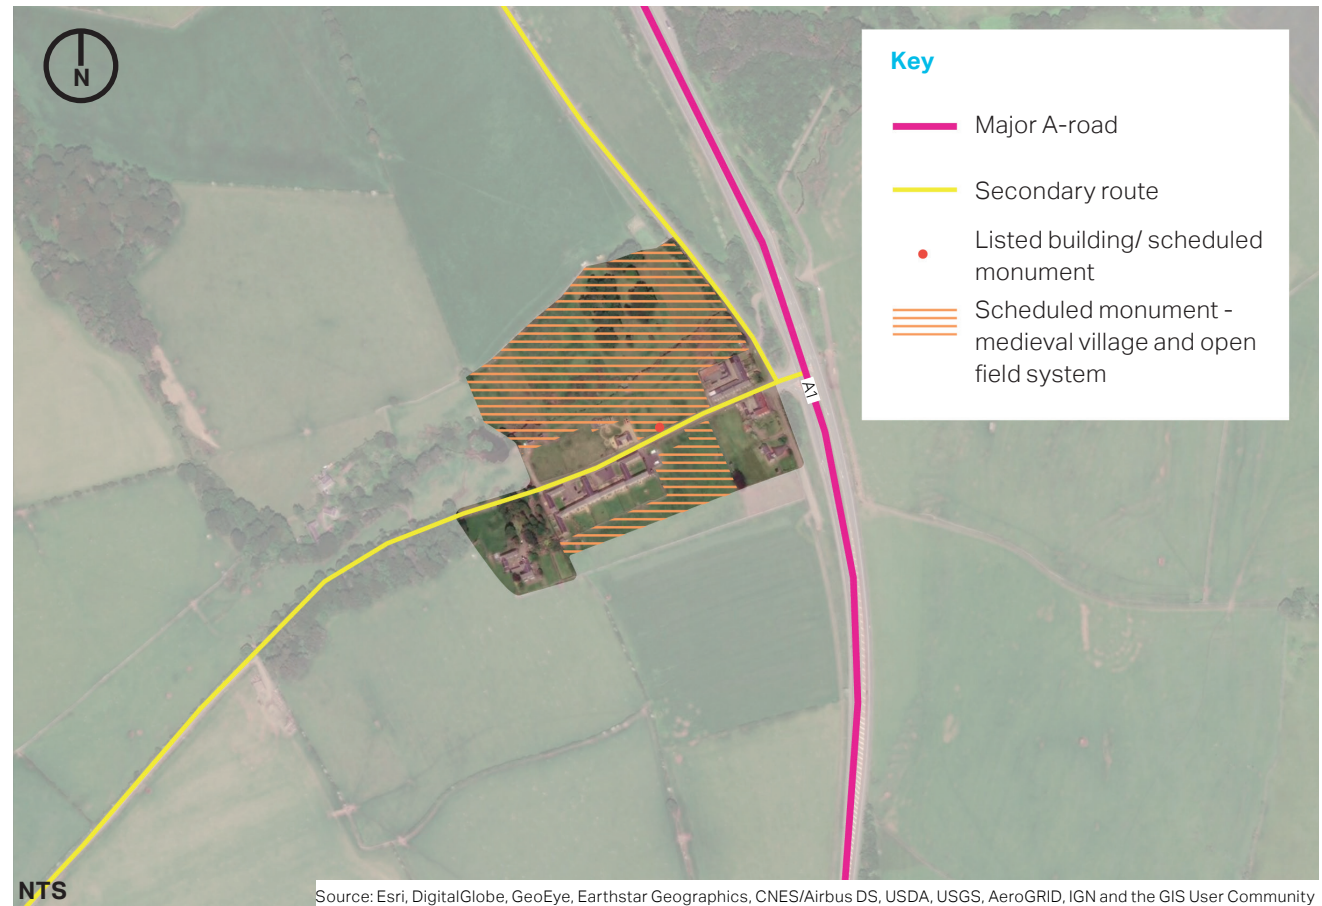 N
Key
Major A-road
Secondary route
Listed building/ scheduled
monument
Scheduled monument -
medieval village and open
field system
A1
NTS
Source: Esri, DigitalGlobe, GeoEye, Earthstar Geographics, CNES/Airbus DS, USDA, USGS, AeroGRID, IGN and the GIS User Community